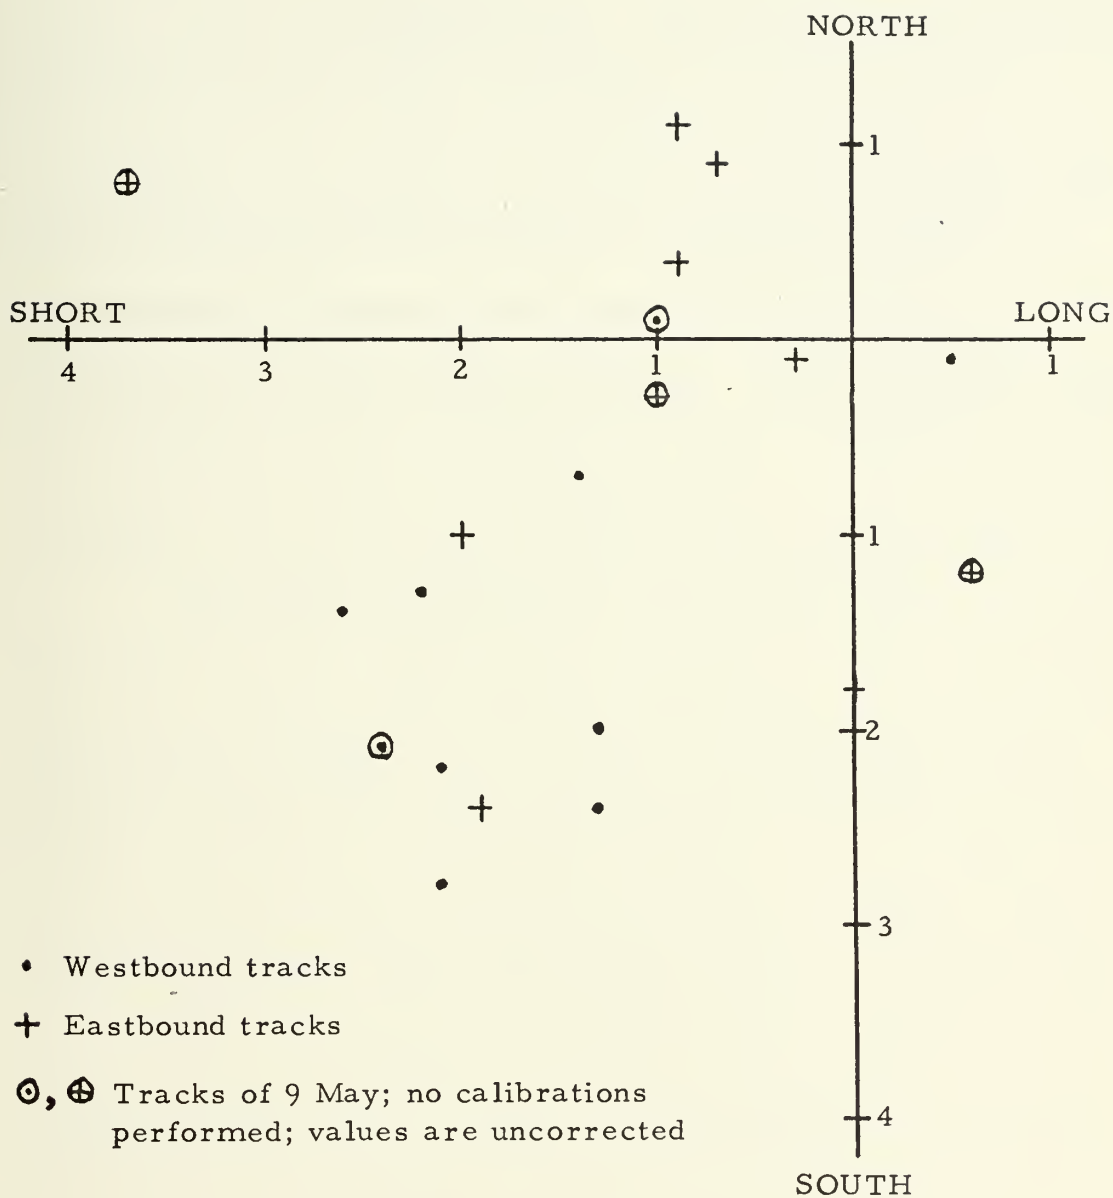 NORTH
1
SHORT
LONG
4
3
2
1
1
1
2
3
• Westbound tracks
+ Eastbound tracks
⊙, ⊕ Tracks of 9 May; no calibrations
performed; values are uncorrected
4
SOUTH